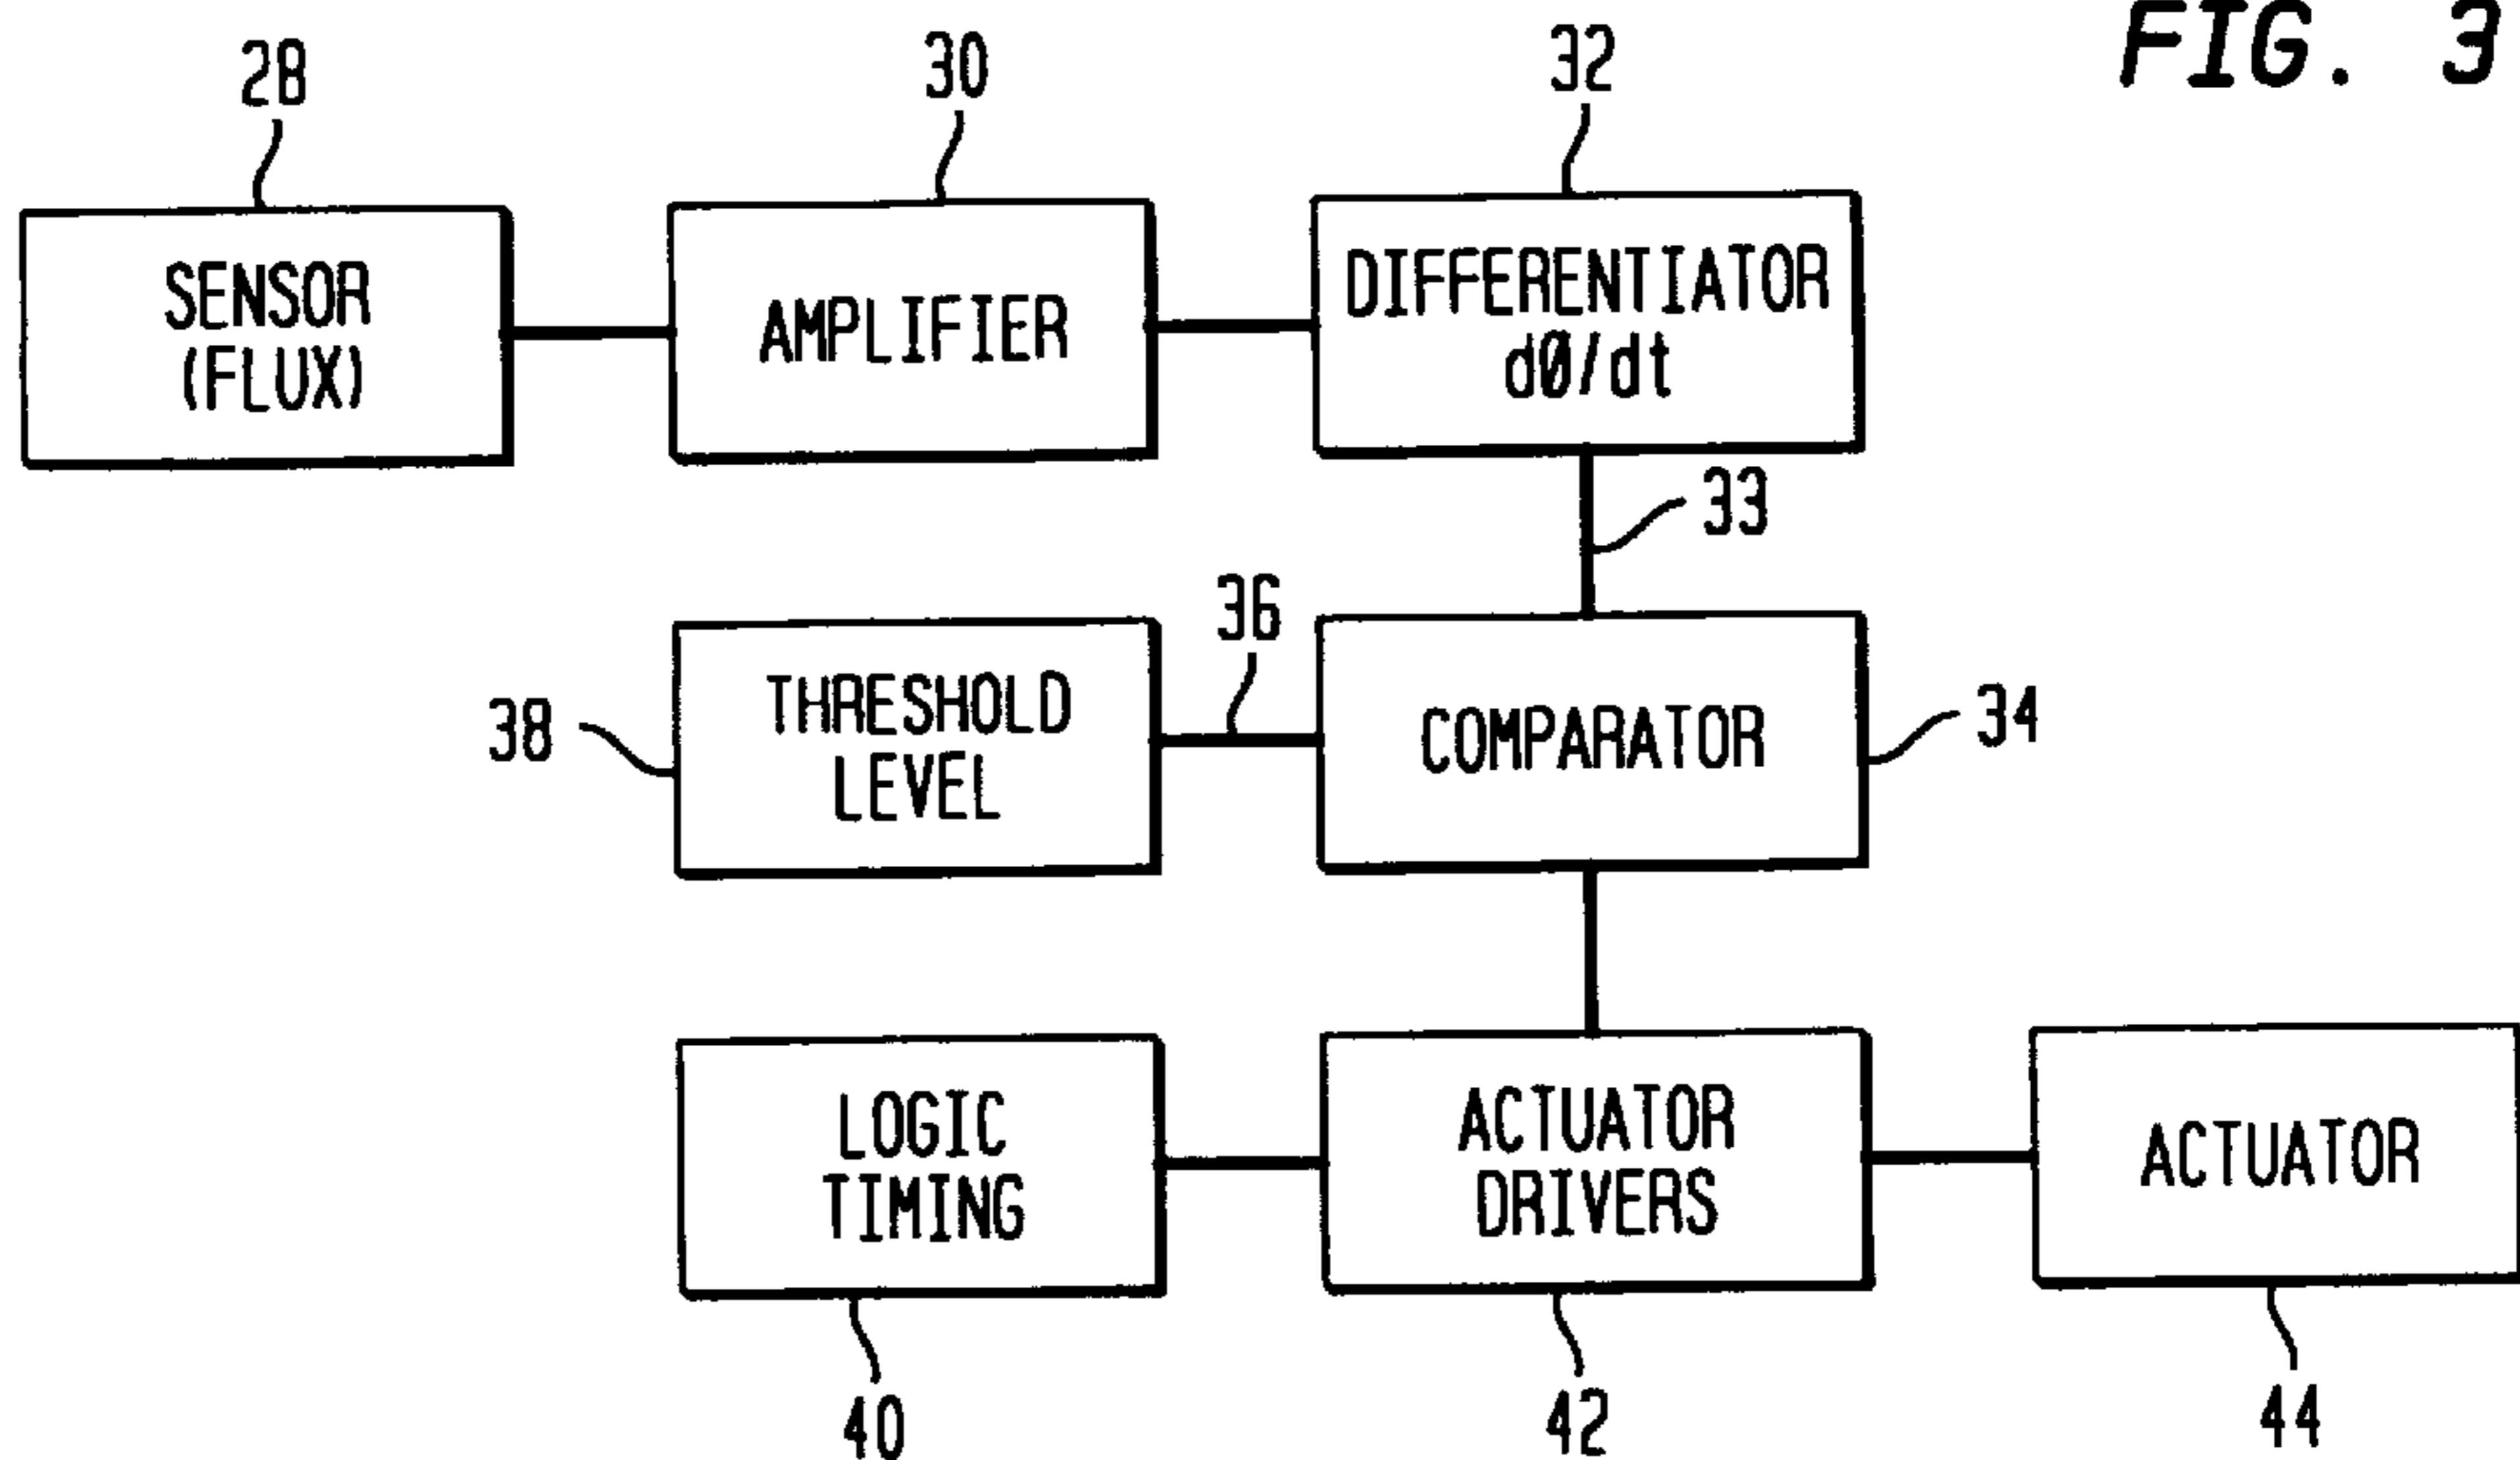 FIG. 3
28
30
32
SENSOR
(FLUX)
AMPLIFIER
DIFFERENTIATOR
dØ/dt
33
36
38
THRESHOLD
LEVEL
COMPARATOR
34
LOGIC
TIMING
ACTUATOR
DRIVERS
ACTUATOR
40
42
44